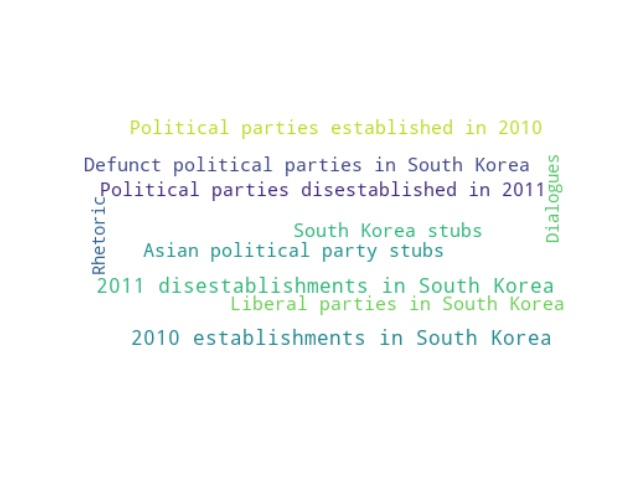 Political parties established in 2010
Defunct political parties in South Korea
Political parties disestablished in 2011
Dialogues
Rhetoric
South Korea stubs
Asian political party stubs
2011 disestablishments in South Korea
Liberal parties in South Korea
2010 establishments in South Korea